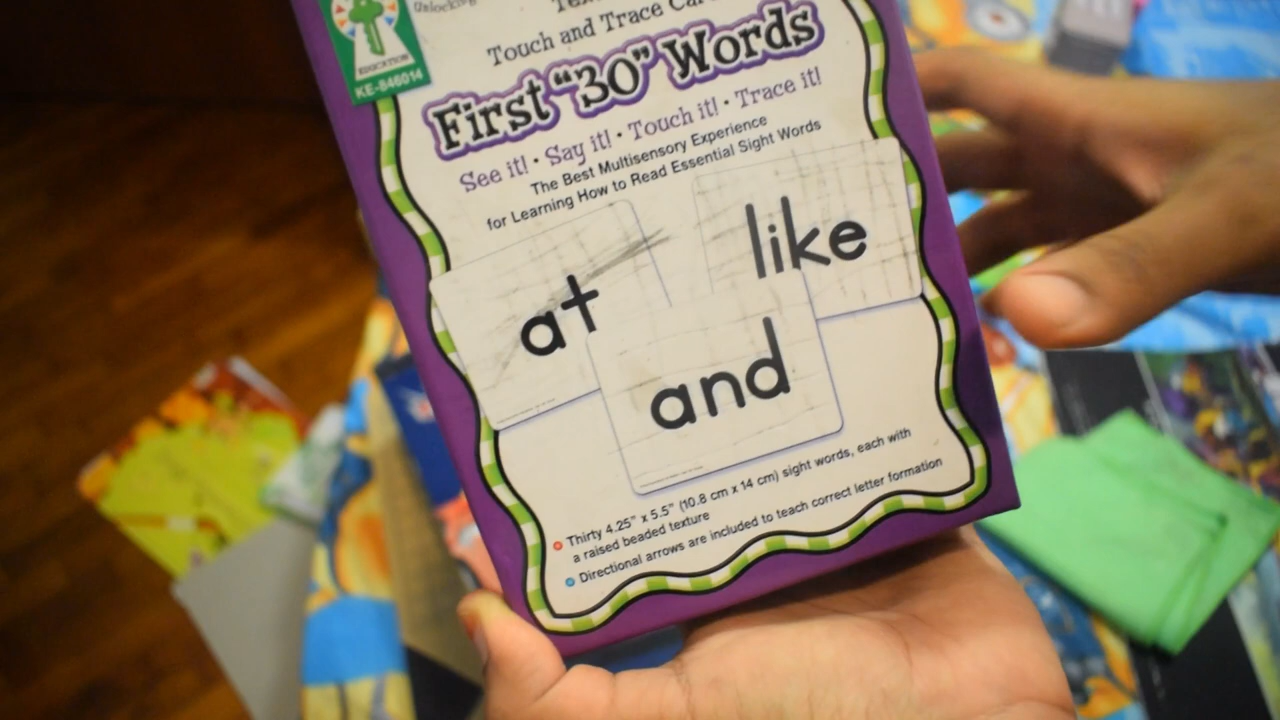 Unlocking
EDUCATION
KE-846014
Touch and Trace
First "30" Words
See it! • Say it! • Touch it! • Trace it!
The Best Multisensory Experience
for Learning How to Read Essential Sight Words
at
like
and
Thirty 4.25" x 5.5" (10.8 cm x 14 cm) sight words, each with
a raised beaded texture
Directional arrows are included to teach correct letter formation